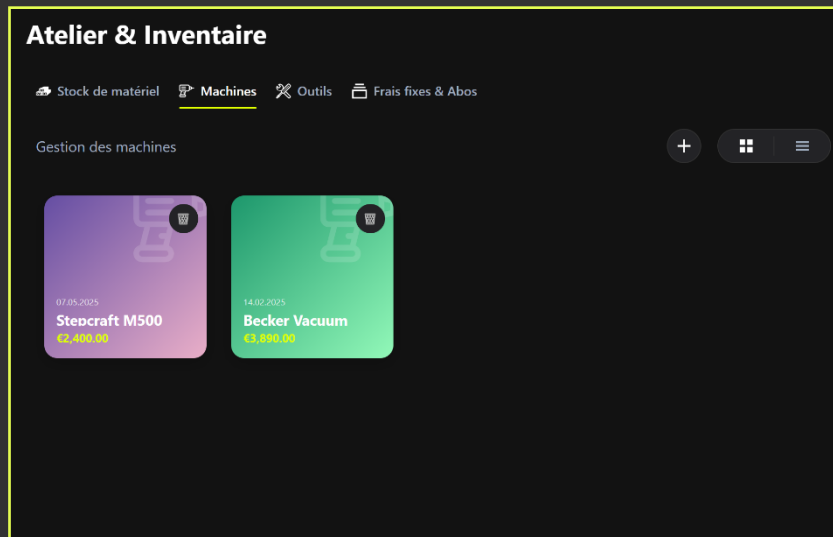 Atelier & Inventaire
Stock de matériel
Machines
Outils
Frais fixes & Abos
Gestion des machines
07.05.2025
Stepcraft M500
€2,400.00
14.02.2025
Becker Vacuum
€3,890.00